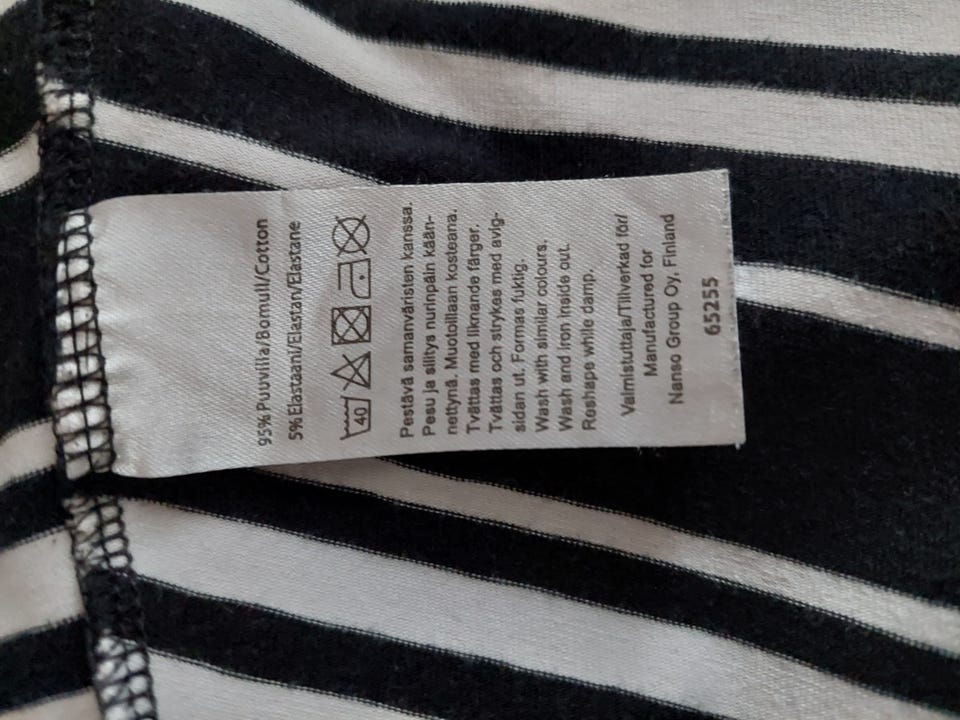 95% Puuvilla/Bomull/Cotton
5% Elastaani/Elastan/Elastane
40
Pestävä samanväristen kanssa.
Pesu ja silitys nurinpäin kään-
nettynä. Muotoillaan kosteana.
Tvättas med liknande färger.
Tvättas och strykes med avig-
sidan ut. Formas fuktig.
Wash with similar colours.
Wash and iron inside out.
Reshape while damp.
Valmistuttaja/Tillverkad för/
Manufactured for
Nanso Group Oy, Finland
65255